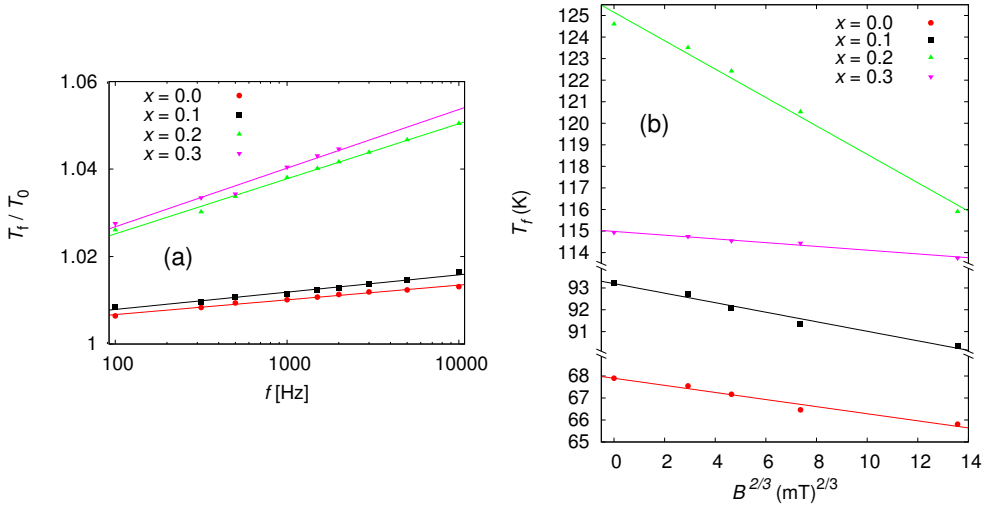 1.06
1.04
1.02
1
T_f / T_0
x = 0.0
x = 0.1
x = 0.2
x = 0.3
(a)
100 1000 10000
f [Hz]
125
124
123
122
121
120
119
118
117
116
115
114
93
92
91
90
68
67
66
65
T_f (K)
x = 0.0
x = 0.1
x = 0.2
x = 0.3
(b)
0 2 4 6 8 10 12 14
B^{2/3} (mT)^{2/3}